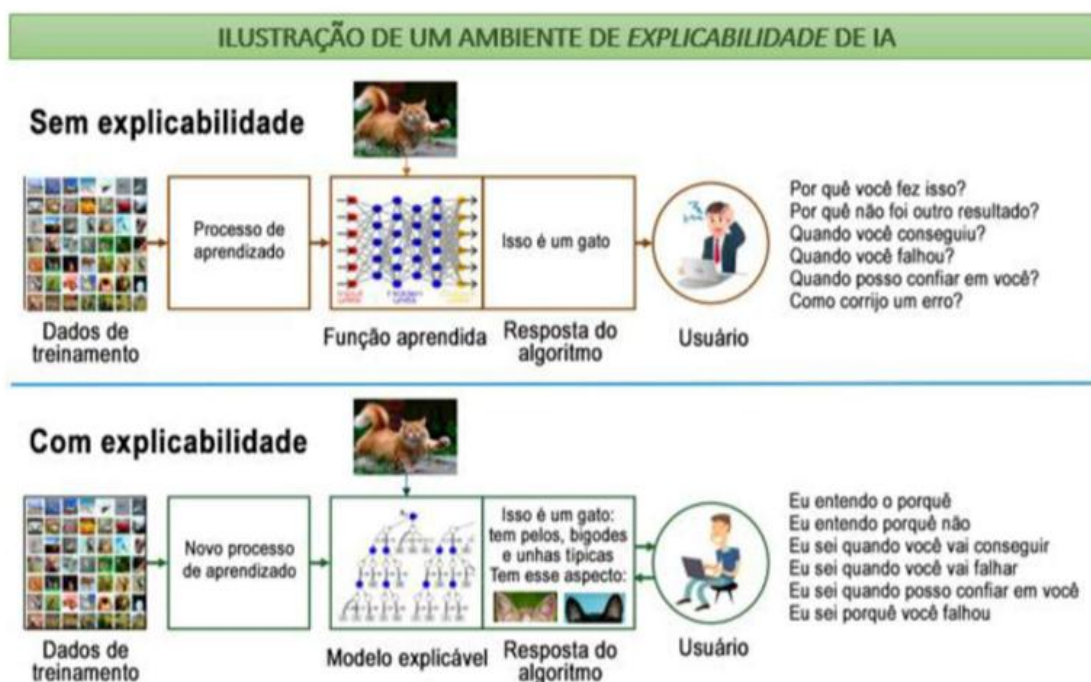 ILUSTRAÇÃO DE UM AMBIENTE DE EXPLICABILIDADE DE IA
Sem explicabilidade
Processo de
aprendizado
Isso é um gato
Dados de
treinamento
Função aprendida
Resposta do
algoritmo
Usuário
Por quê você fez isso?
Por quê não foi outro resultado?
Quando você conseguiu?
Quando você falhou?
Quando posso confiar em você?
Como corrijo um erro?
Com explicabilidade
Novo processo
de aprendizado
Isso é um gato:
tem pelos, bigodes
e unhas típicas
Tem esse aspecto:
Dados de
treinamento
Modelo explicável
Resposta do
algoritmo
Usuário
Eu entendo o porquê
Eu entendo porquê não
Eu sei quando você vai conseguir
Eu sei quando você vai falhar
Eu sei quando posso confiar em você
Eu sei porquê você falhou